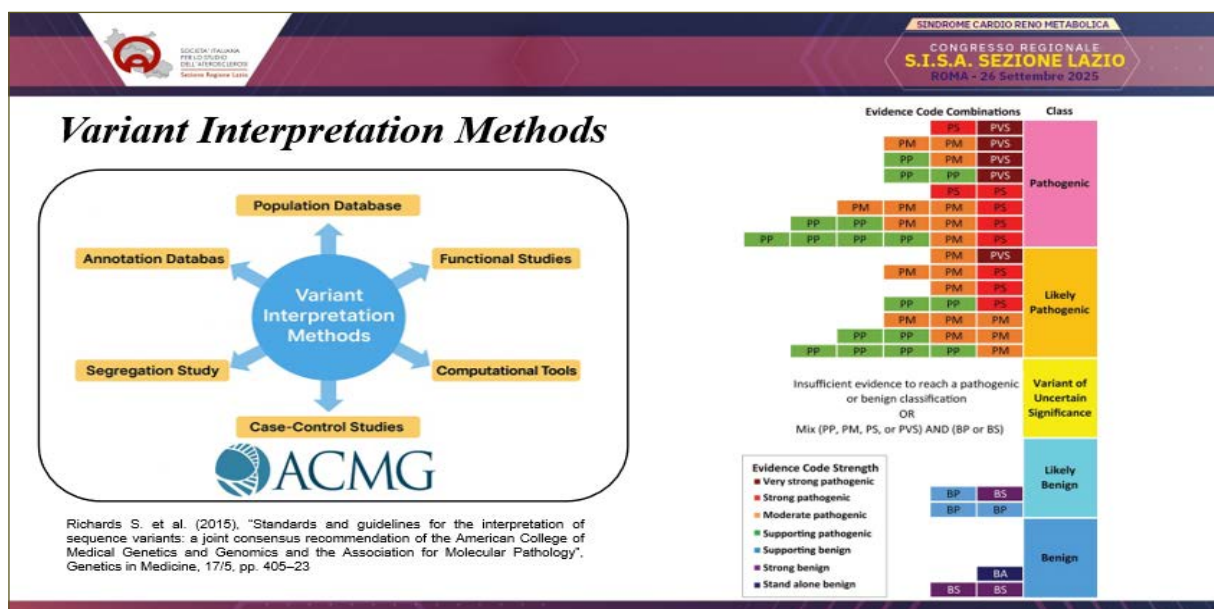 SOCIETA' ITALIANA
PER LO STUDIO
DELL'ATEROSCLEROSI
Sezione Regione Lazio
SINDROME CARDIO RENO METABOLICA
CONGRESSO REGIONALE
S.I.S.A. SEZIONE LAZIO
ROMA - 26 Settembre 2025
Variant Interpretation Methods
Population Database
Annotation Databas
Functional Studies
Variant
Interpretation
Methods
Segregation Study
Computational Tools
Case-Control Studies
ACMG
Richards S. et al. (2015), "Standards and guidelines for the interpretation of
sequence variants: a joint consensus recommendation of the American College of
Medical Genetics and Genomics and the Association for Molecular Pathology",
Genetics in Medicine, 17/5, pp. 405–23
Evidence Code Combinations Class
PS PVS
PM PM PVS
PP PM PVS
PP PP PVS
PS PS
PM PM PM PS
PP PP PM PM PS
PP PP PP PP PM PS
Pathogenic
PM PVS
PM PM PS
PM PS
PP PP PS
PM PM PM
PP PP PM PM
PP PP PP PP PM
Likely
Pathogenic
Insufficient evidence to reach a pathogenic
or benign classification
OR
Mix (PP, PM, PS, or PVS) AND (BP or BS)
Variant of
Uncertain
Significance
Evidence Code Strength
Very strong pathogenic
Strong pathogenic
Moderate pathogenic
Supporting pathogenic
Supporting benign
Strong benign
Stand alone benign
BP BS
BP BP
Likely
Benign
BA
BS BS
Benign